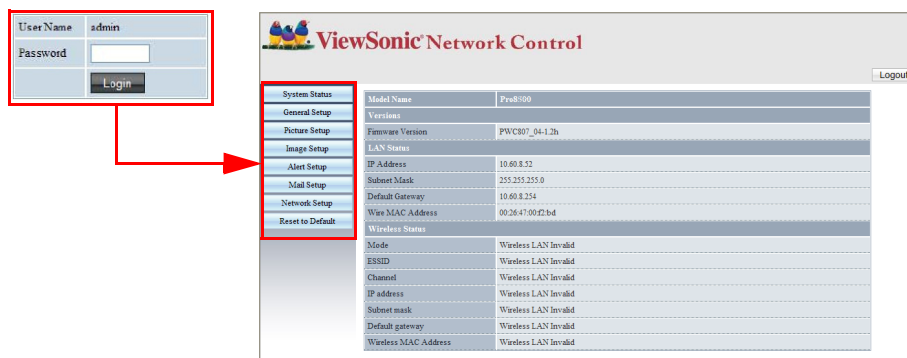 UserName admin
Password
Login
ViewSonic® Network Control
Logout
System Status
General Setup
Picture Setup
Image Setup
Alert Setup
Mail Setup
Network Setup
Reset to Default
Model Name Pro8500
Versions
Firmware Version PWC807_04-1.2h
LAN Status
IP Address 10.60.8.52
Subnet Mask 255.255.255.0
Default Gateway 10.60.8.254
Wire MAC Address 00:26:47:00:f2:bd
Wireless Status
Mode Wireless LAN Invalid
ESSID Wireless LAN Invalid
Channel Wireless LAN Invalid
IP address Wireless LAN Invalid
Subnet mask Wireless LAN Invalid
Default gateway Wireless LAN Invalid
Wireless MAC Address Wireless LAN Invalid